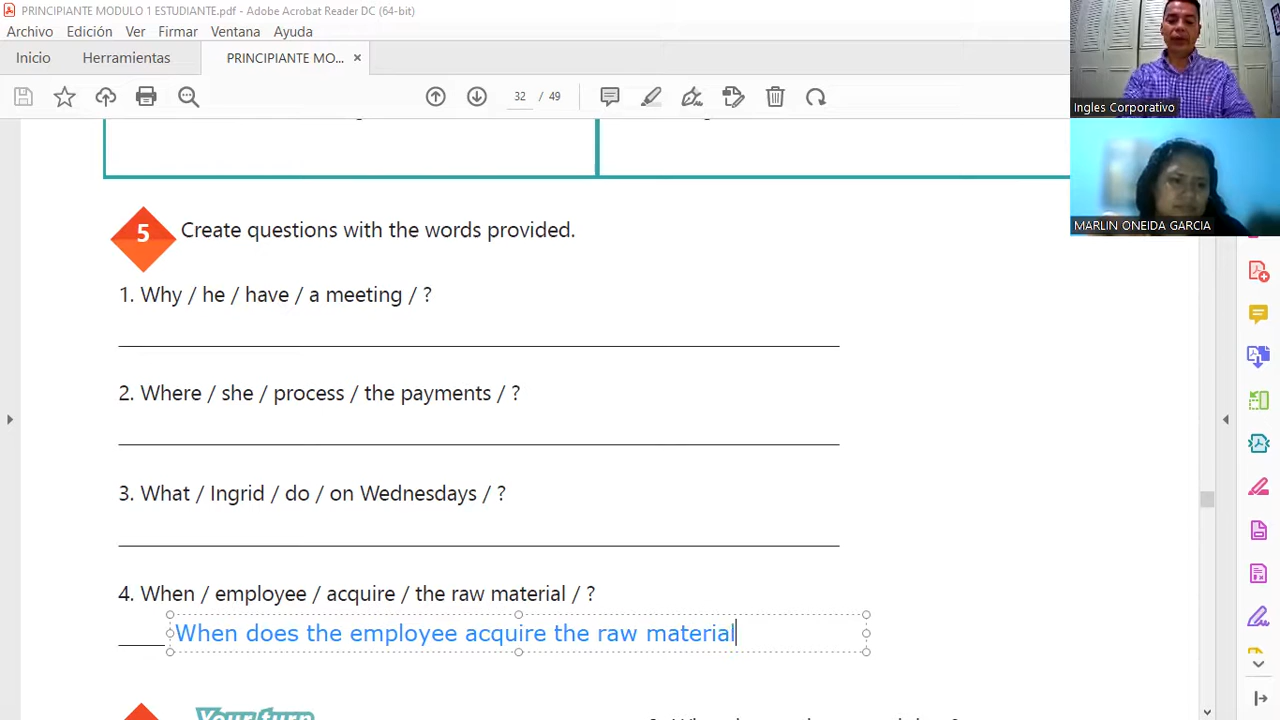 PRINCIPIANTE MODULO 1 ESTUDIANTE.pdf - Adobe Acrobat Reader DC (64-bit)
Archivo Edición Ver Firmar Ventana Ayuda
Inicio Herramientas PRINCIPIANTE MO... ×
32 / 49
Ingles Corporativo
MARLIN ONEIDA GARCIA
5 Create questions with the words provided.
1. Why / he / have / a meeting / ?
2. Where / she / process / the payments / ?
3. What / Ingrid / do / on Wednesdays / ?
4. When / employee / acquire / the raw material / ?
When does the employee acquire the raw material
Your turn